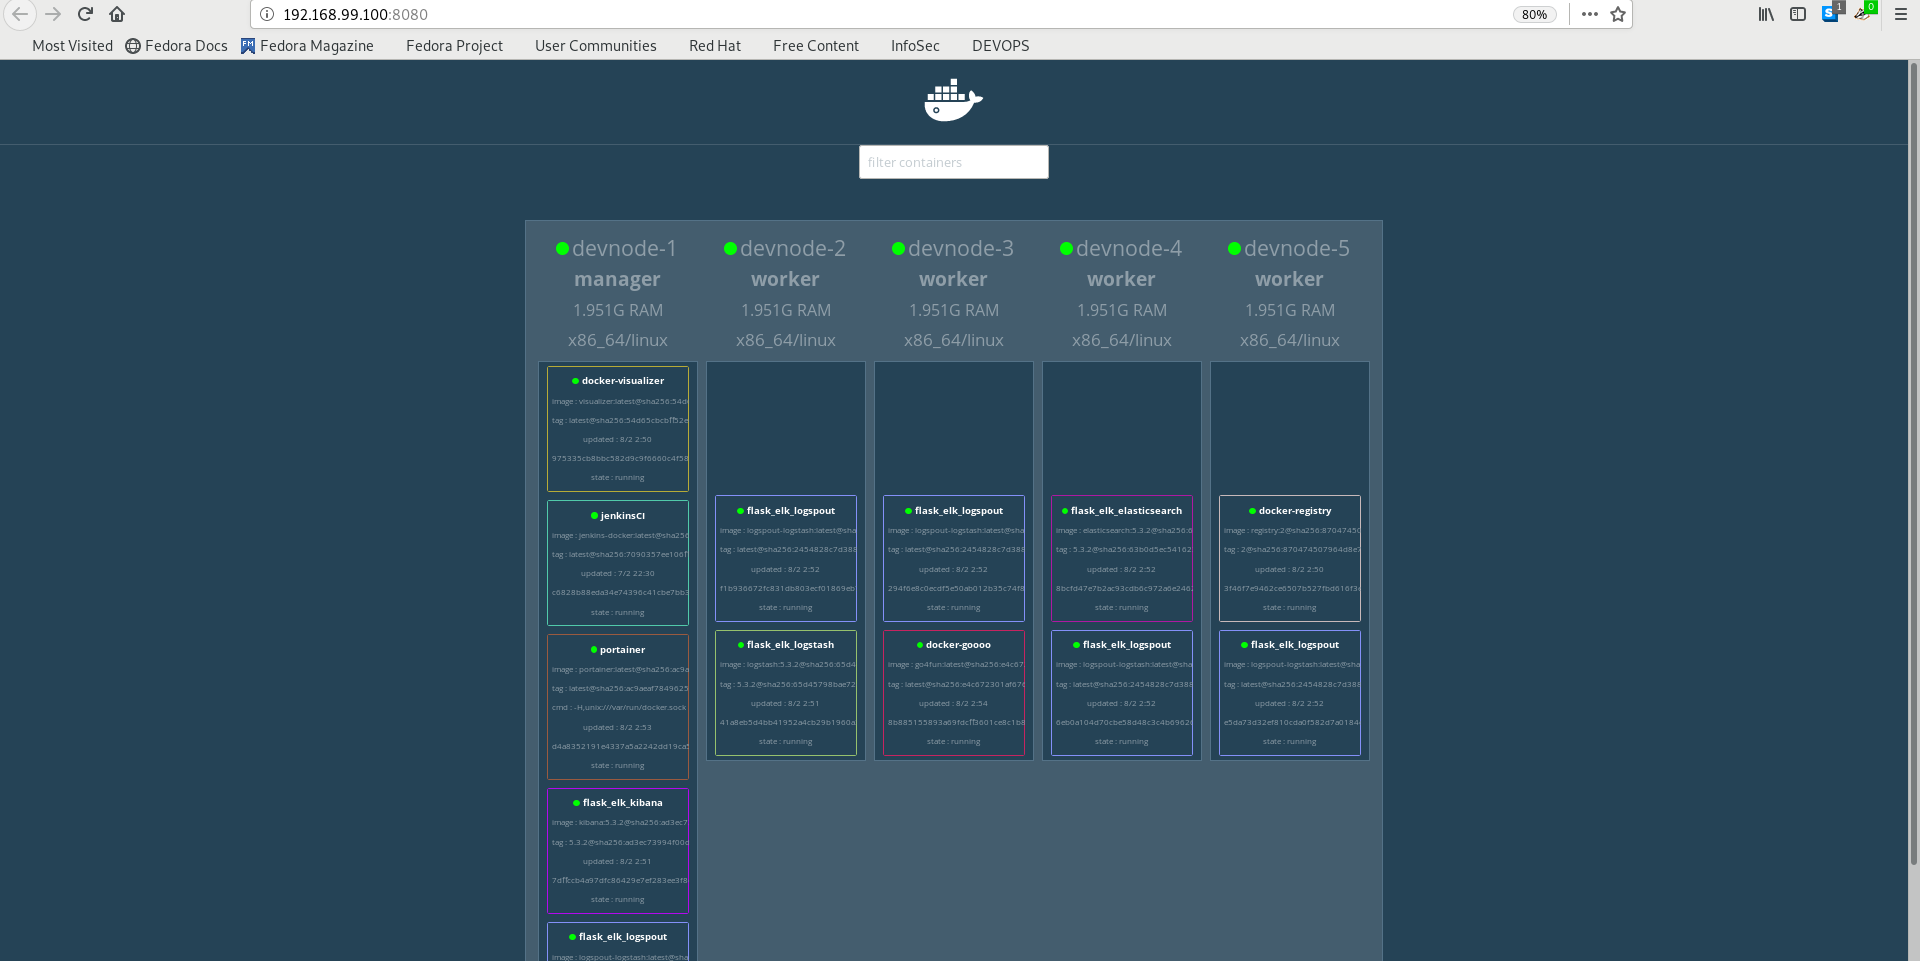 192.168.99.100:8080
80%
1
0
Most Visited
Fedora Docs
Fedora Magazine
Fedora Project
User Communities
Red Hat
Free Content
InfoSec
DEVOPS
filter containers
devnode-1
manager
1.951G RAM
x86_64/linux
docker-visualizer
image : visualizer:latest@sha256:54d
tag : latest@sha256:54d65cbcbff52e
updated : 8/2 2:50
975335cb8bbc582d9c9f6660c4f58
state : running
jenkinsCI
image : jenkins-docker:latest@sha256
tag : latest@sha256:7090357ee106f
updated : 7/2 22:30
c6828b88eda34e74396c41cbe7bb3
state : running
portainer
image : portainer:latest@sha256:ac9a
tag : latest@sha256:ac9aeaf7849625
cmd : -H,unix:///var/run/docker.sock
updated : 8/2 2:53
d4a8352191e4337a5a2242dd19ca5
state : running
flask_elk_kibana
image : kibana:5.3.2@sha256:ad3ec7
tag : 5.3.2@sha256:ad3ec73994f00d
updated : 8/2 2:51
7dffccb4a97dfc86429e7ef283ee3f8
state : running
flask_elk_logspout
image : logspout-logstash:latest@sha
devnode-2
worker
1.951G RAM
x86_64/linux
flask_elk_logspout
image : logspout-logstash:latest@sha
tag : latest@sha256:2454828c7d388
updated : 8/2 2:52
f1b936672fc831db803ecf01869eb
state : running
flask_elk_logstash
image : logstash:5.3.2@sha256:65d4
tag : 5.3.2@sha256:65d45798bae72
updated : 8/2 2:51
41a8eb5d4bb41952a4cb29b1960a
state : running
devnode-3
worker
1.951G RAM
x86_64/linux
flask_elk_logspout
image : logspout-logstash:latest@sha
tag : latest@sha256:2454828c7d388
updated : 8/2 2:52
294f6e8c0ecdf5e50ab012b35c74f8
state : running
docker-goooo
image : go4fun:latest@sha256:e4c67
tag : latest@sha256:e4c672301af676
updated : 8/2 2:54
8b885155893a69fdcff3601ce8c1b8
state : running
devnode-4
worker
1.951G RAM
x86_64/linux
flask_elk_elasticsearch
image : elasticsearch:5.3.2@sha256:6
tag : 5.3.2@sha256:63b0d5ec54162
updated : 8/2 2:52
8bcfd47e7b2ac93cdb6c972a6e246
state : running
flask_elk_logspout
image : logspout-logstash:latest@sha
tag : latest@sha256:2454828c7d388
updated : 8/2 2:52
6eb0a104d70cbe58d48c3c4b69626
state : running
devnode-5
worker
1.951G RAM
x86_64/linux
docker-registry
image : registry:2@sha256:87047450
tag : 2@sha256:870474507964d8e7
updated : 8/2 2:50
3f46f7e9462ce6507b527fbd616f3
state : running
flask_elk_logspout
image : logspout-logstash:latest@sha
tag : latest@sha256:2454828c7d388
updated : 8/2 2:52
e5da73d32ef810cda0f582d7a0184
state : running